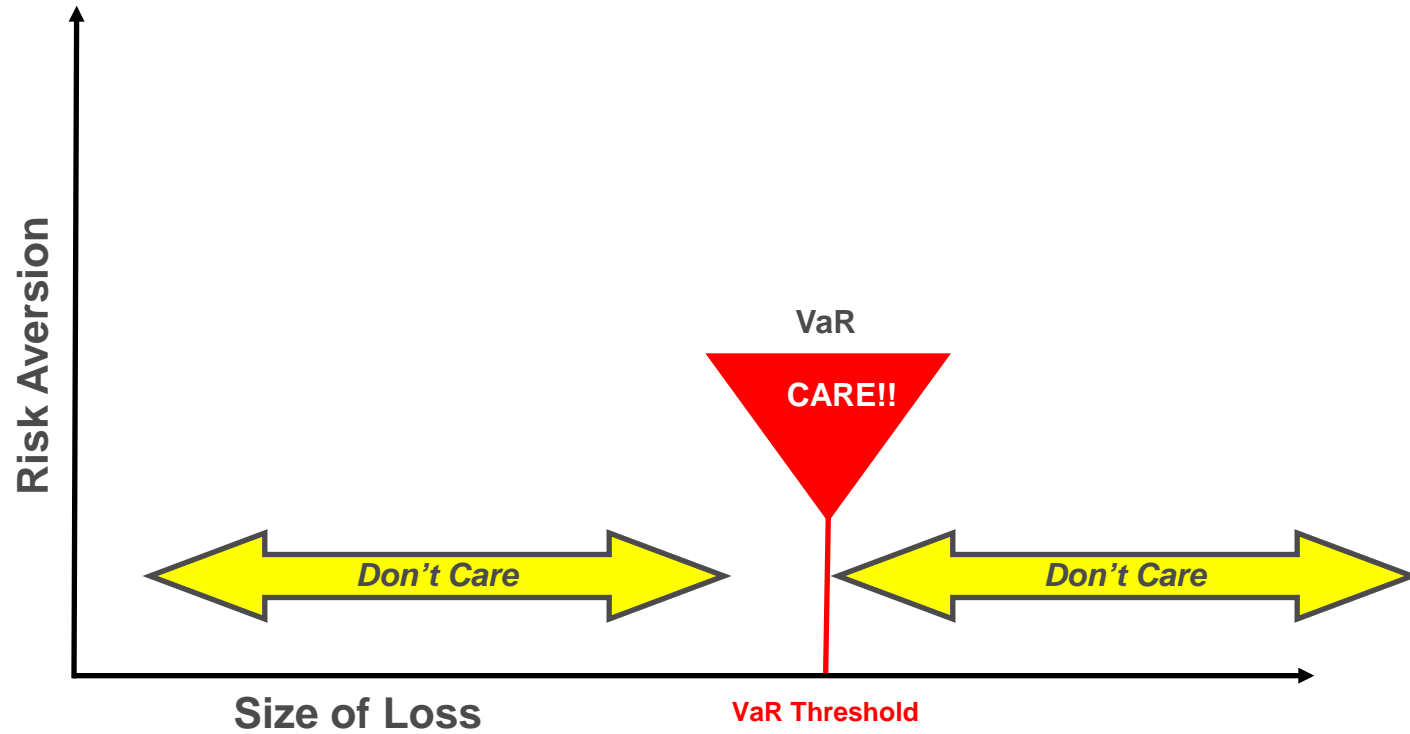 Risk Aversion
VaR
CARE!!
Don’t Care
Don’t Care
Size of Loss
VaR Threshold